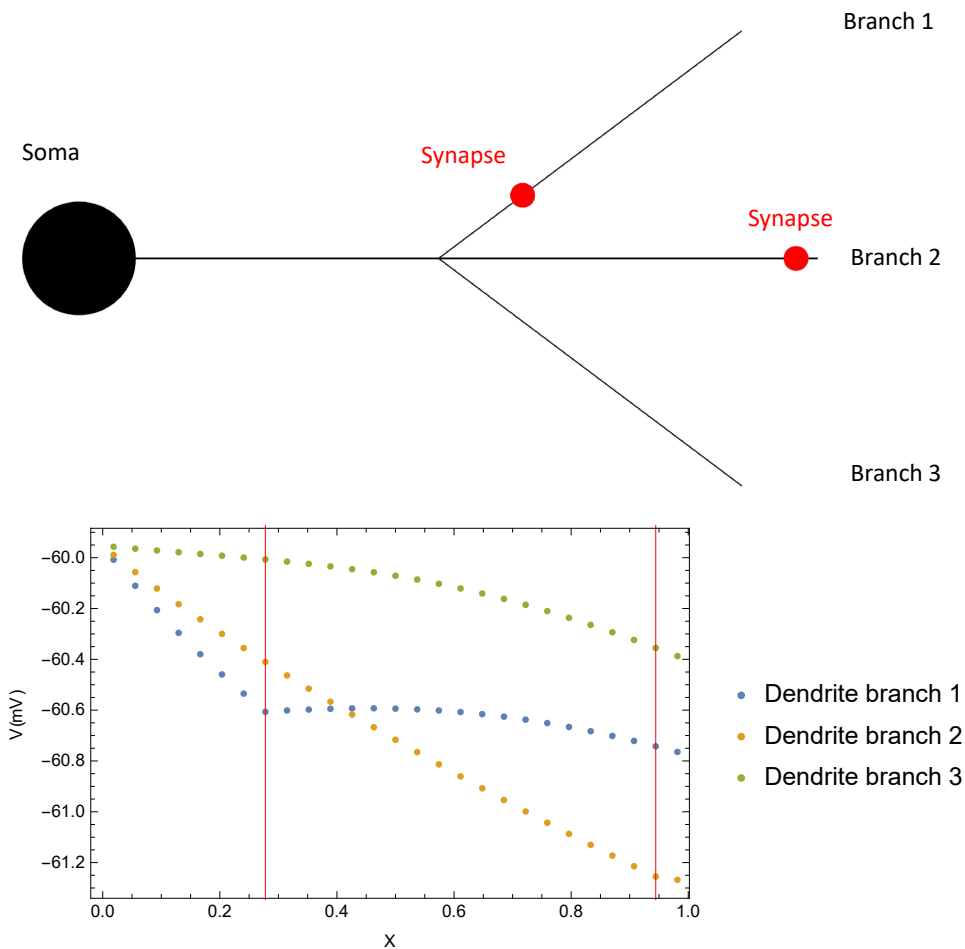 Branch 1
Soma
Synapse
Synapse
Branch 2
Branch 3
−60.0
−60.2
−60.4
−60.6
−60.8
−61.0
−61.2
V(mV)
0.0
0.2
0.4
0.6
0.8
1.0
X
Dendrite branch 1
Dendrite branch 2
Dendrite branch 3